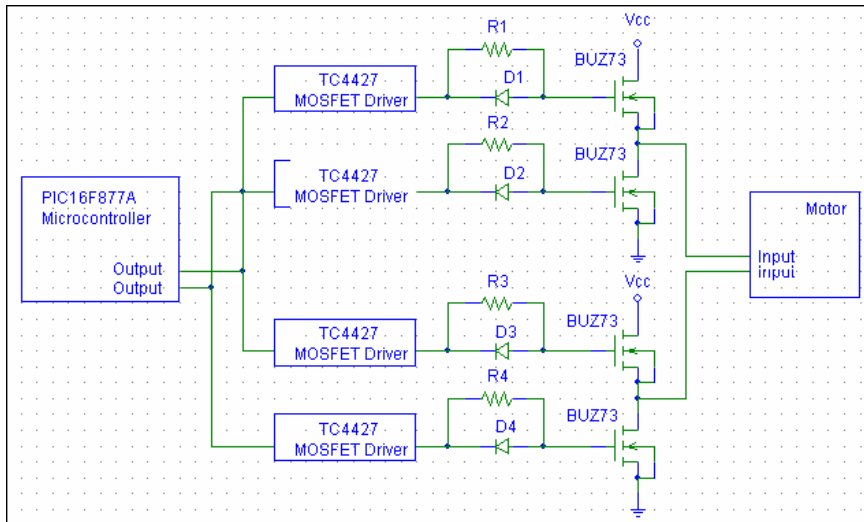 R1
Vcc
BUZ73
D1
TC4427
MOSFET Driver
R2
BUZ73
D2
TC4427
MOSFET Driver
PIC16F877A
Microcontroller
Output
Output
Motor
Input
input
Vcc
R3
BUZ73
D3
TC4427
MOSFET Driver
R4
BUZ73
D4
TC4427
MOSFET Driver